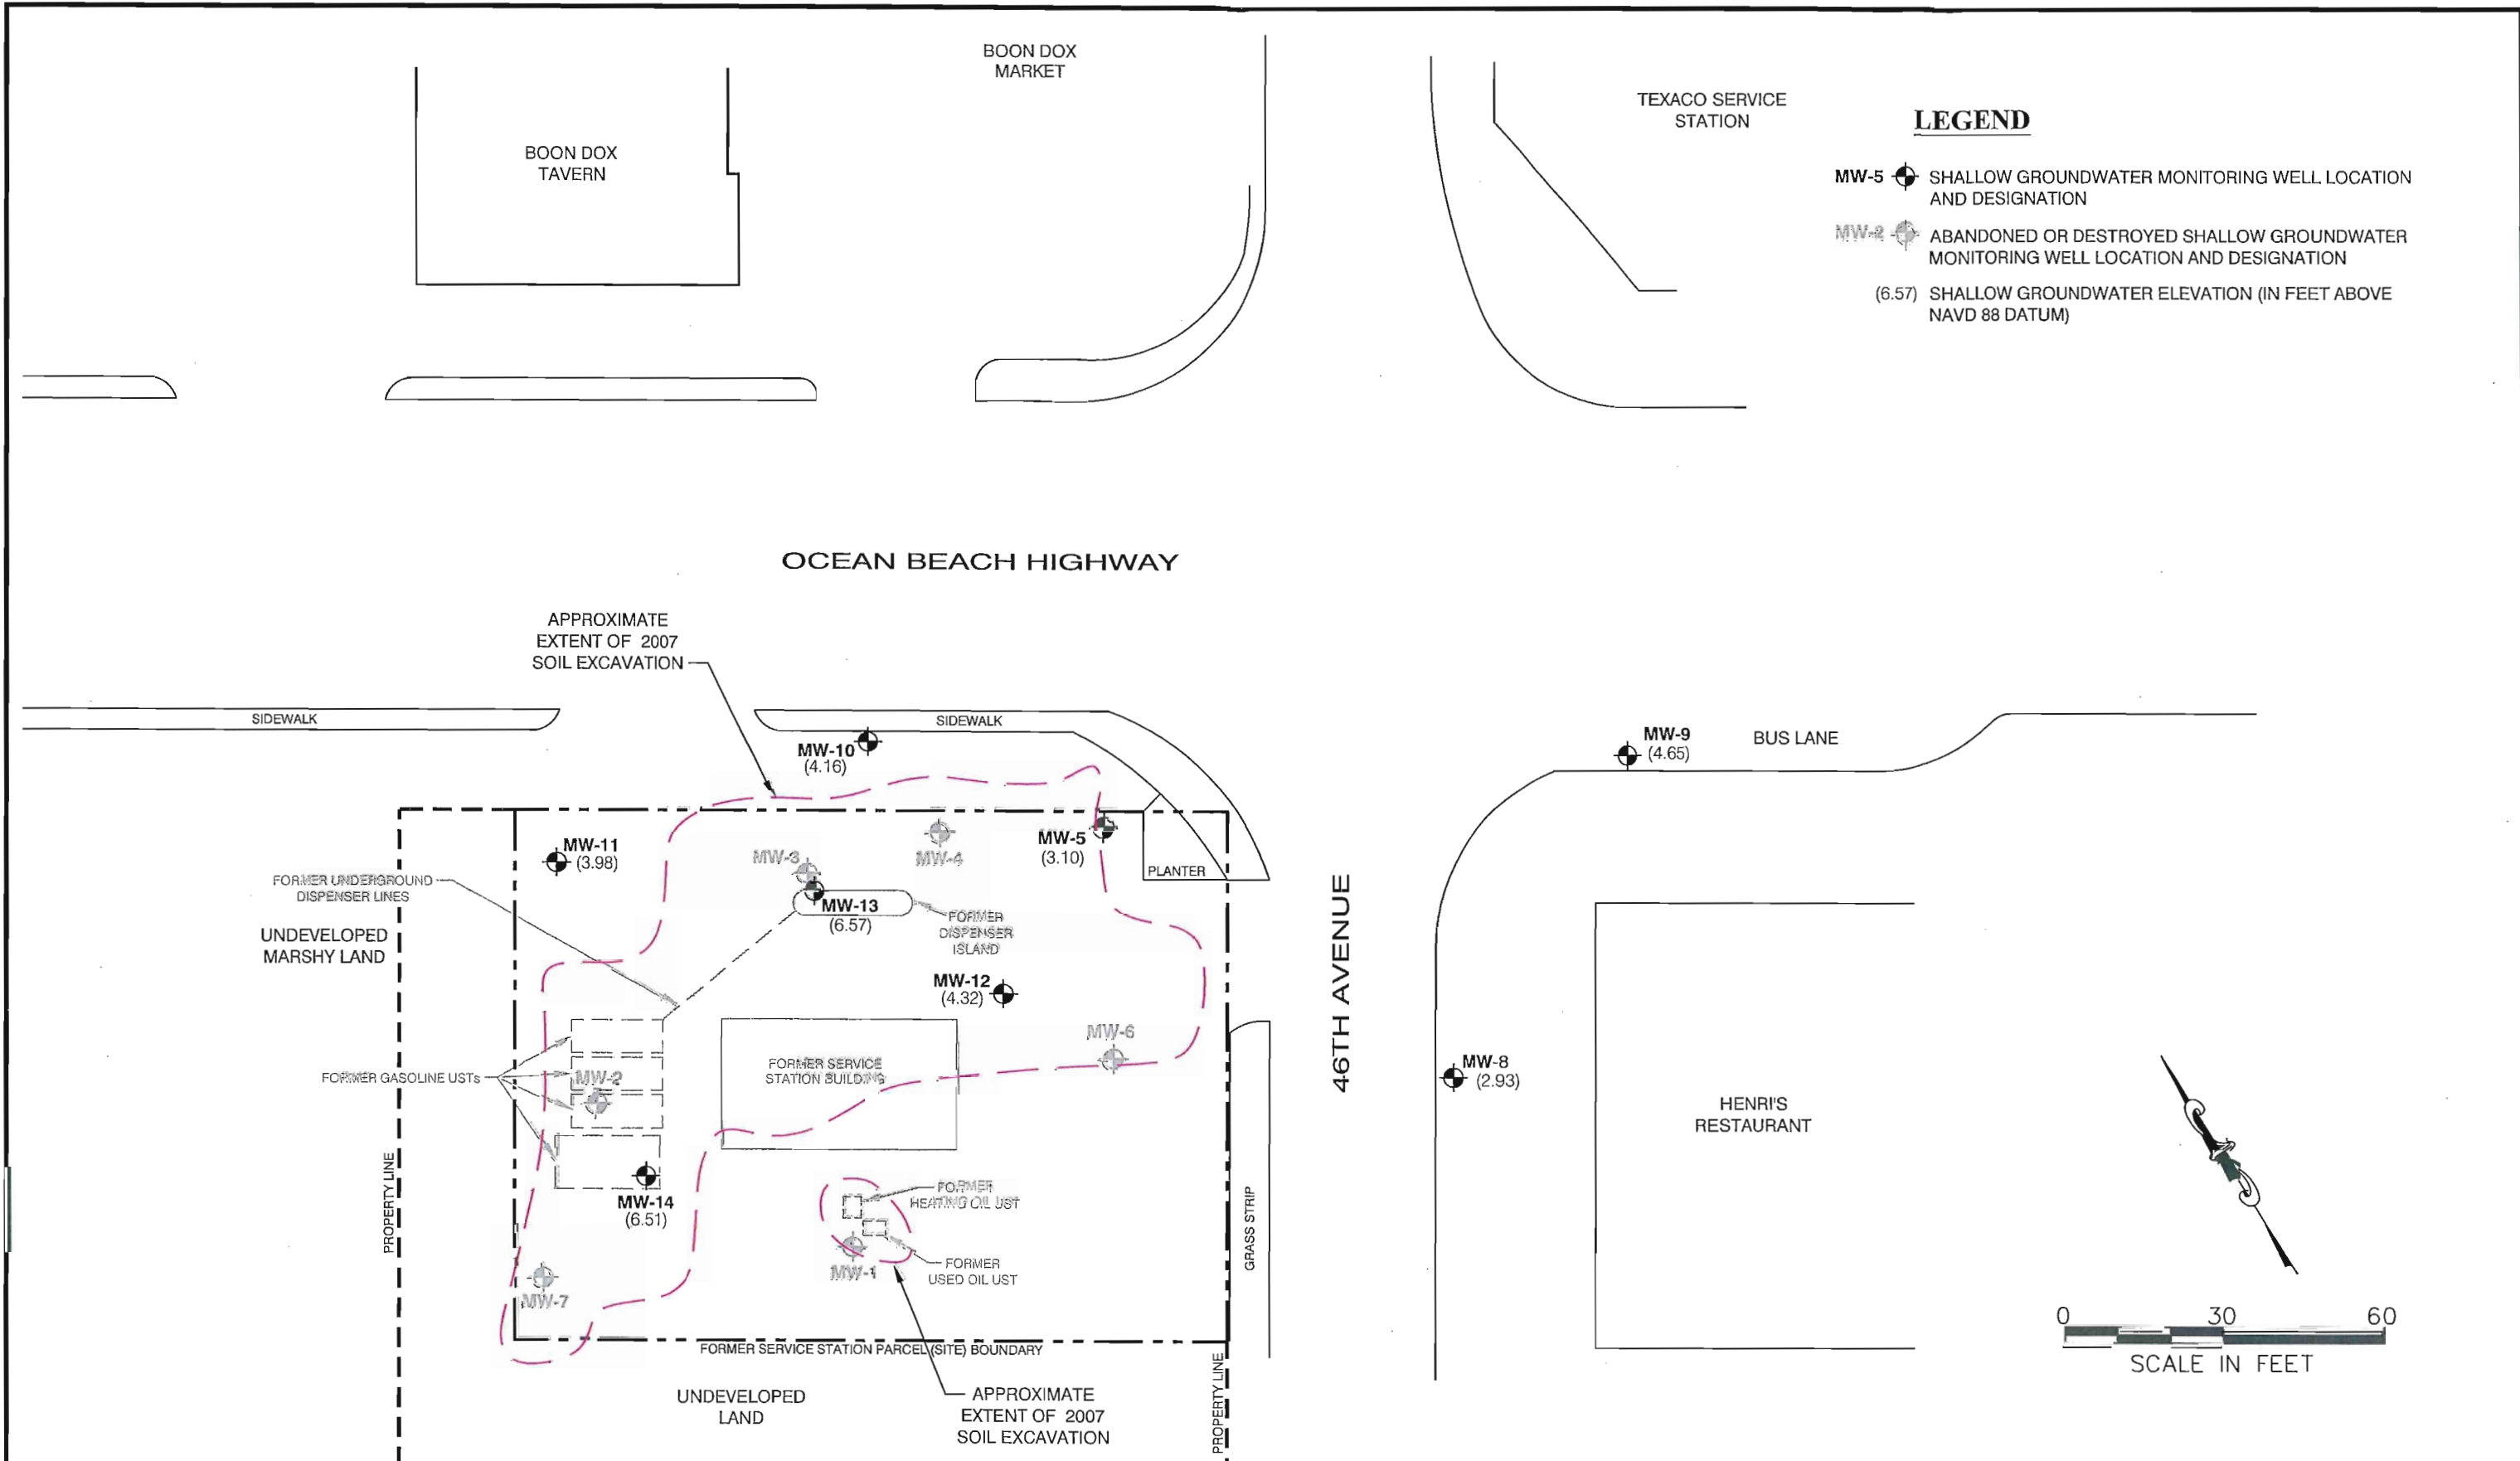 BOON DOX
MARKET
BOON DOX
TAVERN
TEXACO SERVICE
STATION
LEGEND
MW-5 SHALLOW GROUNDWATER MONITORING WELL LOCATION
AND DESIGNATION
MW-2 ABANDONED OR DESTROYED SHALLOW GROUNDWATER
MONITORING WELL LOCATION AND DESIGNATION
(6.57) SHALLOW GROUNDWATER ELEVATION (IN FEET ABOVE
NAVD 88 DATUM)
OCEAN BEACH HIGHWAY
APPROXIMATE
EXTENT OF 2007
SOIL EXCAVATION
SIDEWALK
SIDEWALK
MW-10
(4.16)
MW-9
(4.65)
BUS LANE
MW-11
(3.98)
MW-3
MW-4
MW-5
(3.10)
PLANTER
FORMER UNDERGROUND
DISPENSER LINES
MW-13
(6.57)
FORMER
DISPENSER
ISLAND
UNDEVELOPED
MARSHY LAND
MW-12
(4.32)
46TH AVENUE
MW-6
FORMER SERVICE
STATION BUILDING
FORMER GASOLINE USTs
MW-2
MW-8
(2.93)
HENRI'S
RESTAURANT
PROPERTY LINE
MW-14
(6.51)
FORMER
HEATING OIL UST
GRASS STRIP
MW-1
FORMER
USED OIL UST
MW-7
FORMER SERVICE STATION PARCEL (SITE) BOUNDARY
UNDEVELOPED
LAND
APPROXIMATE
EXTENT OF 2007
SOIL EXCAVATION
PROPERTY LINE
0 30 60
SCALE IN FEET